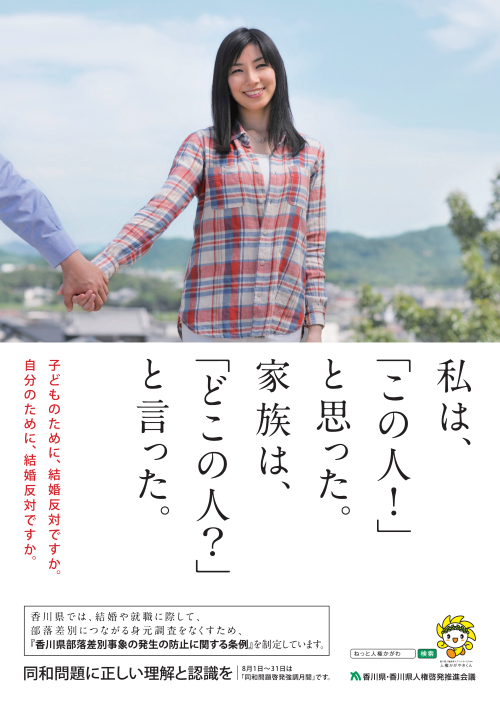 私は、
「この人！」
と思った。
家族は、
「どこの人？」
と言った。
子どものために、結婚反対ですか。
自分のために、結婚反対ですか。
香川県では、結婚や就職に際して、
部落差別につながる身元調査をなくすため、
『香川県部落差別事象の発生の防止に関する条例』を制定しています。
同和問題に正しい理解と認識を
8月1日〜31日は
「同和問題啓発強調月間」です。
ねっと人権かがわ 検索
人権かがやきくん
香川県・香川県人権啓発推進会議